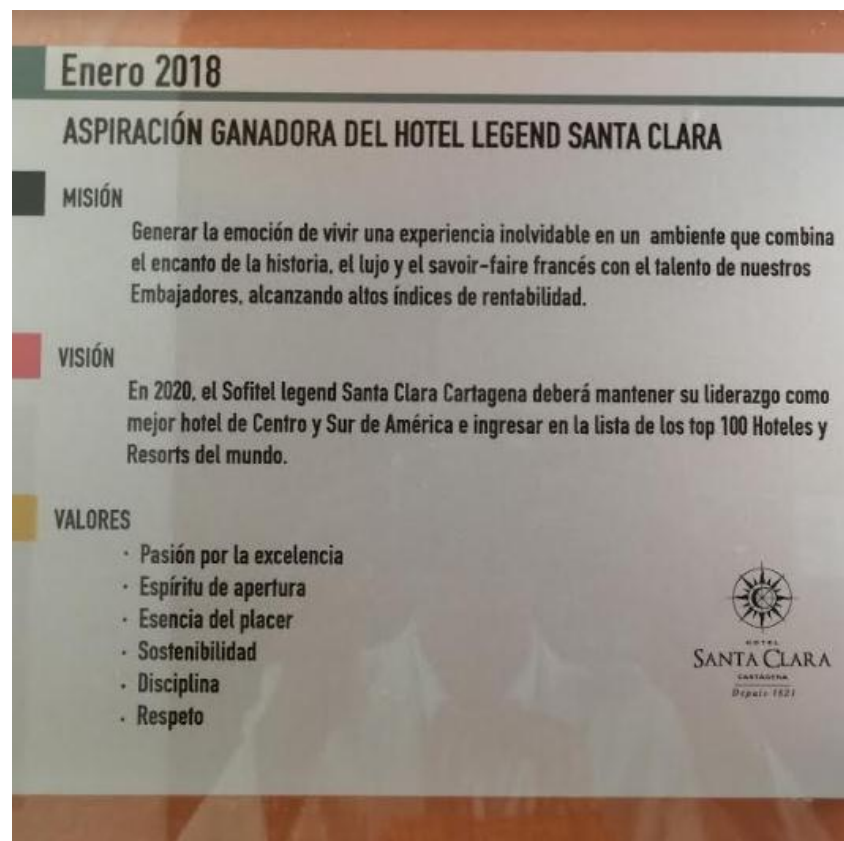 Enero 2018
ASPIRACIÓN GANADORA DEL HOTEL LEGEND SANTA CLARA
MISIÓN
Generar la emoción de vivir una experiencia inolvidable en un ambiente que combina
el encanto de la historia, el lujo y el savoir-faire francés con el talento de nuestros
Embajadores, alcanzando altos índices de rentabilidad.
VISIÓN
En 2020, el Sofitel legend Santa Clara Cartagena deberá mantener su liderazgo como
mejor hotel de Centro y Sur de América e ingresar en la lista de los top 100 Hoteles y
Resorts del mundo.
VALORES
· Pasión por la excelencia
· Espíritu de apertura
· Esencia del placer
· Sostenibilidad
· Disciplina
· Respeto
HOTEL
SANTA CLARA
CARTAGENA
Depuis 1621